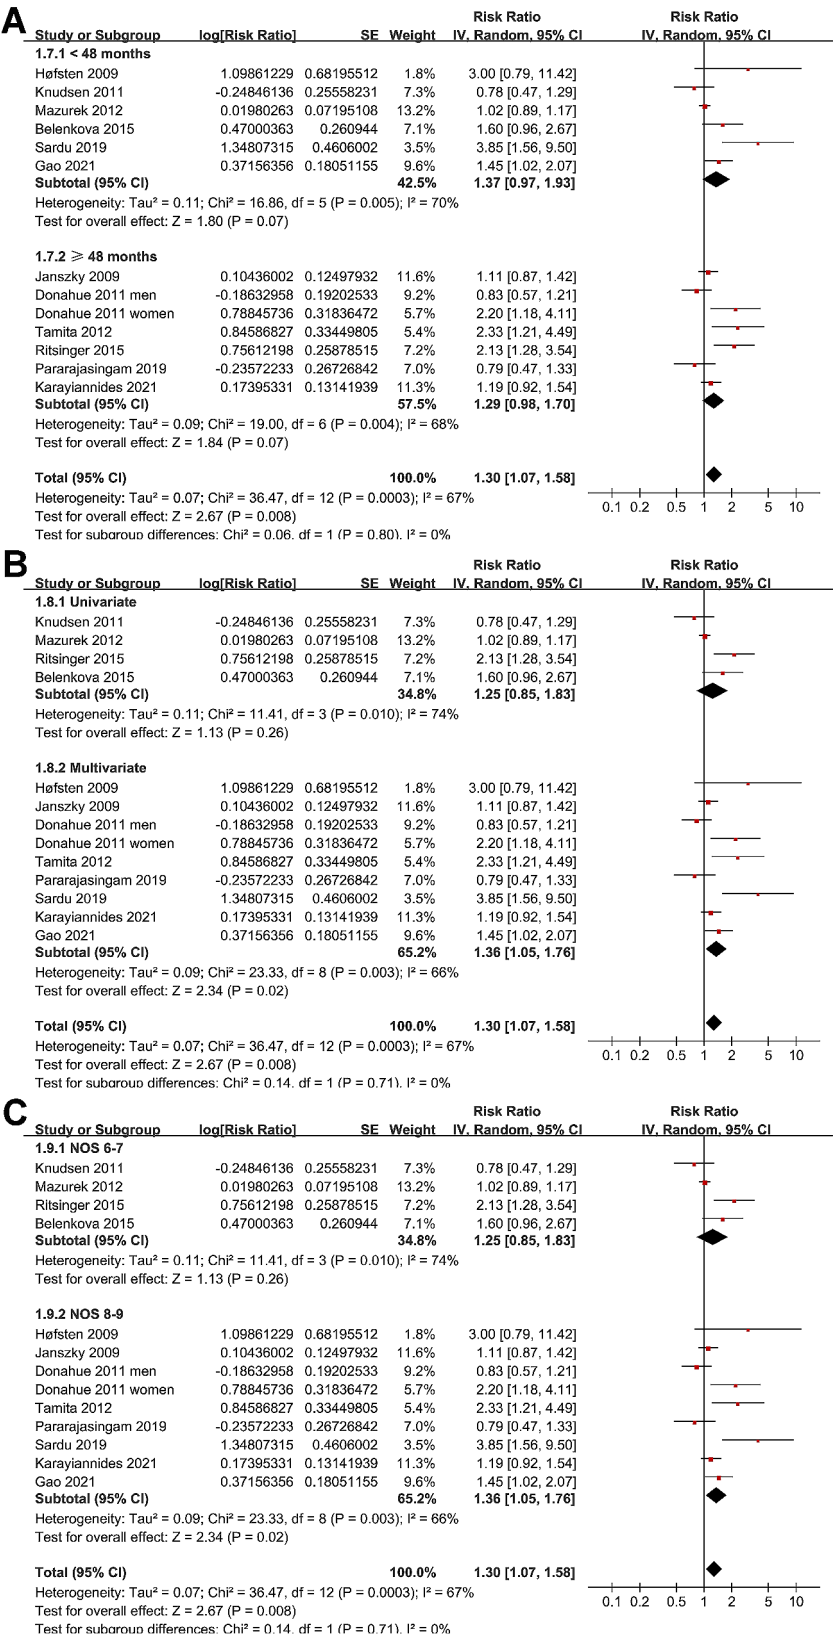 A
Risk Ratio Risk Ratio
Study or Subgroup log[Risk Ratio] SE Weight IV, Random, 95% CI IV, Random, 95% CI
1.7.1 < 48 months
Høfsten 2009 1.09861229 0.68195512 1.8% 3.00 [0.79, 11.42]
Knudsen 2011 -0.24846136 0.25558231 7.3% 0.78 [0.47, 1.29]
Mazurek 2012 0.01980263 0.07195108 13.2% 1.02 [0.89, 1.17]
Belenkova 2015 0.47000363 0.260944 7.1% 1.60 [0.96, 2.67]
Sardu 2019 1.34807315 0.4606002 3.5% 3.85 [1.56, 9.50]
Gao 2021 0.37156356 0.18051155 9.6% 1.45 [1.02, 2.07]
Subtotal (95% CI) 42.5% 1.37 [0.97, 1.93]
Heterogeneity: Tau² = 0.11; Chi² = 16.86, df = 5 (P = 0.005); I² = 70%
Test for overall effect: Z = 1.80 (P = 0.07)
1.7.2 ⩾ 48 months
Janszky 2009 0.10436002 0.12497932 11.6% 1.11 [0.87, 1.42]
Donahue 2011 men -0.18632958 0.19202533 9.2% 0.83 [0.57, 1.21]
Donahue 2011 women 0.78845736 0.31836472 5.7% 2.20 [1.18, 4.11]
Tamita 2012 0.84586827 0.33449805 5.4% 2.33 [1.21, 4.49]
Ritsinger 2015 0.75612198 0.25878515 7.2% 2.13 [1.28, 3.54]
Pararajasingam 2019 -0.23572233 0.26726842 7.0% 0.79 [0.47, 1.33]
Karayiannides 2021 0.17395331 0.13141939 11.3% 1.19 [0.92, 1.54]
Subtotal (95% CI) 57.5% 1.29 [0.98, 1.70]
Heterogeneity: Tau² = 0.09; Chi² = 19.00, df = 6 (P = 0.004); I² = 68%
Test for overall effect: Z = 1.84 (P = 0.07)
Total (95% CI) 100.0% 1.30 [1.07, 1.58]
Heterogeneity: Tau² = 0.07; Chi² = 36.47, df = 12 (P = 0.0003); I² = 67%
Test for overall effect: Z = 2.67 (P = 0.008)
Test for subgroup differences: Chi² = 0.06, df = 1 (P = 0.80), I² = 0%
0.1 0.2 0.5 1 2 5 10
B
Risk Ratio Risk Ratio
Study or Subgroup log[Risk Ratio] SE Weight IV, Random, 95% CI IV, Random, 95% CI
1.8.1 Univariate
Knudsen 2011 -0.24846136 0.25558231 7.3% 0.78 [0.47, 1.29]
Mazurek 2012 0.01980263 0.07195108 13.2% 1.02 [0.89, 1.17]
Ritsinger 2015 0.75612198 0.25878515 7.2% 2.13 [1.28, 3.54]
Belenkova 2015 0.47000363 0.260944 7.1% 1.60 [0.96, 2.67]
Subtotal (95% CI) 34.8% 1.25 [0.85, 1.83]
Heterogeneity: Tau² = 0.11; Chi² = 11.41, df = 3 (P = 0.010); I² = 74%
Test for overall effect: Z = 1.13 (P = 0.26)
1.8.2 Multivariate
Høfsten 2009 1.09861229 0.68195512 1.8% 3.00 [0.79, 11.42]
Janszky 2009 0.10436002 0.12497932 11.6% 1.11 [0.87, 1.42]
Donahue 2011 men -0.18632958 0.19202533 9.2% 0.83 [0.57, 1.21]
Donahue 2011 women 0.78845736 0.31836472 5.7% 2.20 [1.18, 4.11]
Tamita 2012 0.84586827 0.33449805 5.4% 2.33 [1.21, 4.49]
Pararajasingam 2019 -0.23572233 0.26726842 7.0% 0.79 [0.47, 1.33]
Sardu 2019 1.34807315 0.4606002 3.5% 3.85 [1.56, 9.50]
Karayiannides 2021 0.17395331 0.13141939 11.3% 1.19 [0.92, 1.54]
Gao 2021 0.37156356 0.18051155 9.6% 1.45 [1.02, 2.07]
Subtotal (95% CI) 65.2% 1.36 [1.05, 1.76]
Heterogeneity: Tau² = 0.09; Chi² = 23.33, df = 8 (P = 0.003); I² = 66%
Test for overall effect: Z = 2.34 (P = 0.02)
Total (95% CI) 100.0% 1.30 [1.07, 1.58]
Heterogeneity: Tau² = 0.07; Chi² = 36.47, df = 12 (P = 0.0003); I² = 67%
Test for overall effect: Z = 2.67 (P = 0.008)
Test for subgroup differences: Chi² = 0.14, df = 1 (P = 0.71), I² = 0%
0.1 0.2 0.5 1 2 5 10
C
Risk Ratio Risk Ratio
Study or Subgroup log[Risk Ratio] SE Weight IV, Random, 95% CI IV, Random, 95% CI
1.9.1 NOS 6-7
Knudsen 2011 -0.24846136 0.25558231 7.3% 0.78 [0.47, 1.29]
Mazurek 2012 0.01980263 0.07195108 13.2% 1.02 [0.89, 1.17]
Ritsinger 2015 0.75612198 0.25878515 7.2% 2.13 [1.28, 3.54]
Belenkova 2015 0.47000363 0.260944 7.1% 1.60 [0.96, 2.67]
Subtotal (95% CI) 34.8% 1.25 [0.85, 1.83]
Heterogeneity: Tau² = 0.11; Chi² = 11.41, df = 3 (P = 0.010); I² = 74%
Test for overall effect: Z = 1.13 (P = 0.26)
1.9.2 NOS 8-9
Høfsten 2009 1.09861229 0.68195512 1.8% 3.00 [0.79, 11.42]
Janszky 2009 0.10436002 0.12497932 11.6% 1.11 [0.87, 1.42]
Donahue 2011 men -0.18632958 0.19202533 9.2% 0.83 [0.57, 1.21]
Donahue 2011 women 0.78845736 0.31836472 5.7% 2.20 [1.18, 4.11]
Tamita 2012 0.84586827 0.33449805 5.4% 2.33 [1.21, 4.49]
Pararajasingam 2019 -0.23572233 0.26726842 7.0% 0.79 [0.47, 1.33]
Sardu 2019 1.34807315 0.4606002 3.5% 3.85 [1.56, 9.50]
Karayiannides 2021 0.17395331 0.13141939 11.3% 1.19 [0.92, 1.54]
Gao 2021 0.37156356 0.18051155 9.6% 1.45 [1.02, 2.07]
Subtotal (95% CI) 65.2% 1.36 [1.05, 1.76]
Heterogeneity: Tau² = 0.09; Chi² = 23.33, df = 8 (P = 0.003); I² = 66%
Test for overall effect: Z = 2.34 (P = 0.02)
Total (95% CI) 100.0% 1.30 [1.07, 1.58]
Heterogeneity: Tau² = 0.07; Chi² = 36.47, df = 12 (P = 0.0003); I² = 67%
Test for overall effect: Z = 2.67 (P = 0.008)
Test for subgroup differences: Chi² = 0.14, df = 1 (P = 0.71), I² = 0%
0.1 0.2 0.5 1 2 5 10